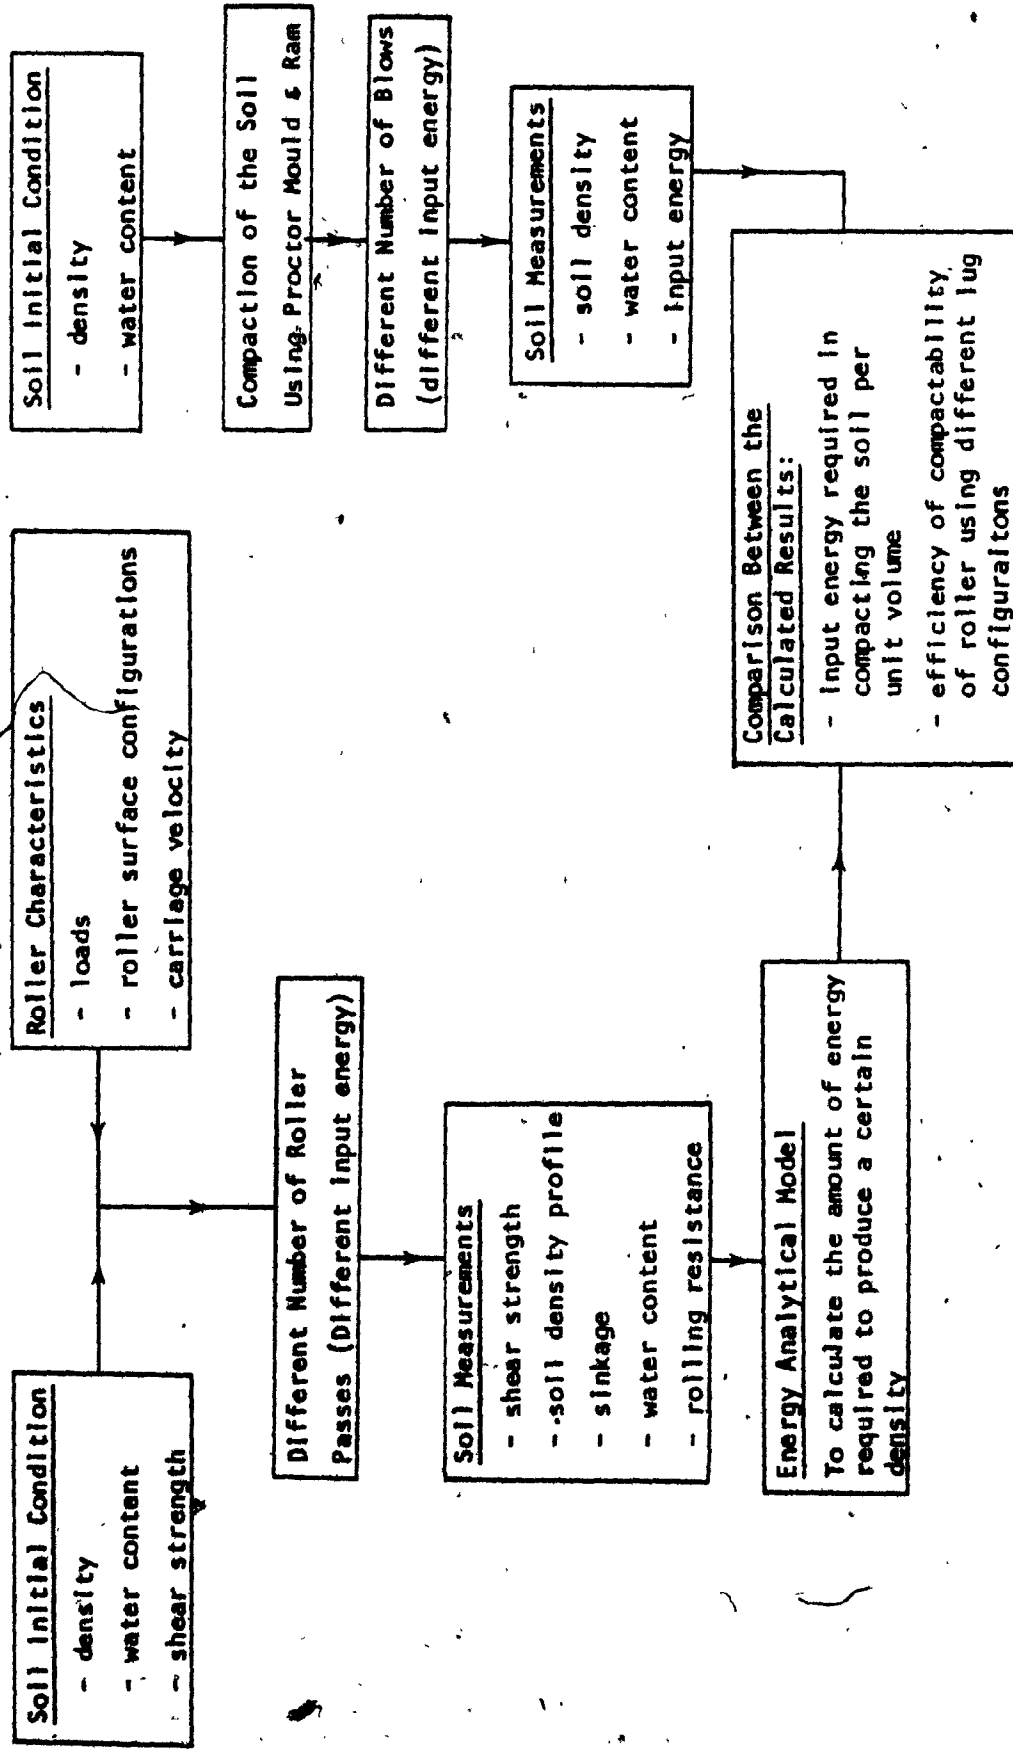 Soil Initial Condition
- density
- water content
- shear strength
Roller Characteristics
- loads
- roller surface configurations
- carriage velocity
Different Number of Roller
Passes (Different input energy)
Soil Measurements
- shear strength
- soil density profile
- sinkage
- water content
- rolling resistance
Energy Analytical Model
To calculate the amount of energy
required to produce a certain
density
Soil Initial Condition
- density
- water content
Compaction of the Soil
Using Proctor Mould & Ram
Different Number of Blows
(different input energy)
Soil Measurements
- soil density
- water content
- input energy
Comparison Between the
Calculated Results:
- input energy required in
compacting the soil per
unit volume
- efficiency of compactability
of roller using different lug
configuraltons